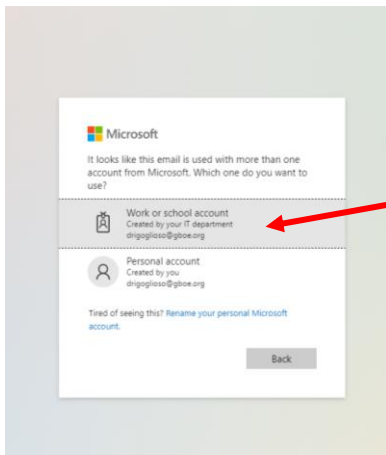 Microsoft
It looks like this email is used with more than one
account from Microsoft. Which one do you want to
use?
Work or school account
Created by your IT department
drigoglioso@gboe.org
Personal account
Created by you
drigoglioso@gboe.org
Tired of seeing this? Rename your personal Microsoft
account.
Back